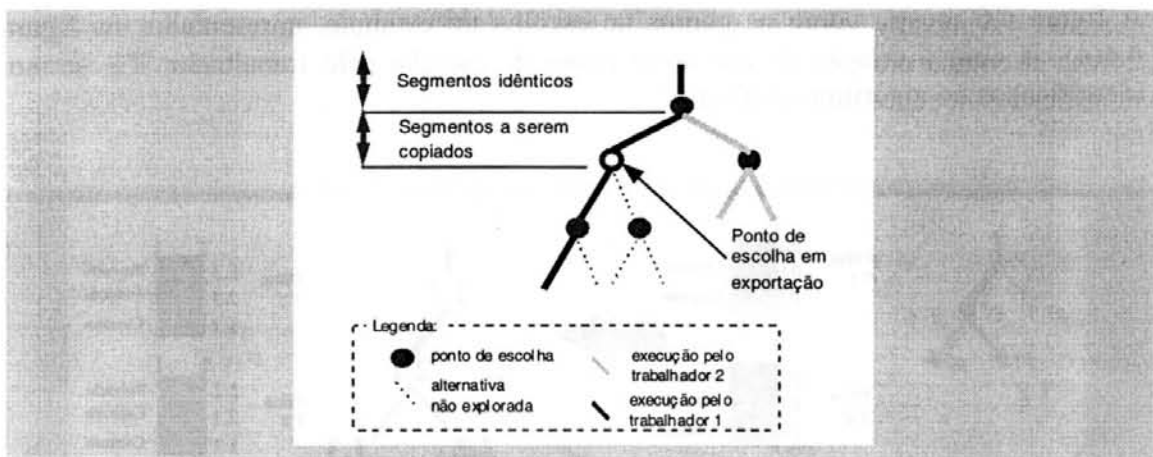 Segmentos idênticos
Segmentos a serem
copiados
Ponto de
escolha em
exportação
Legenda:
ponto de escolha
alternativa
não explorada
execução pelo
trabalhador 2
execução pelo
trabalhador 1